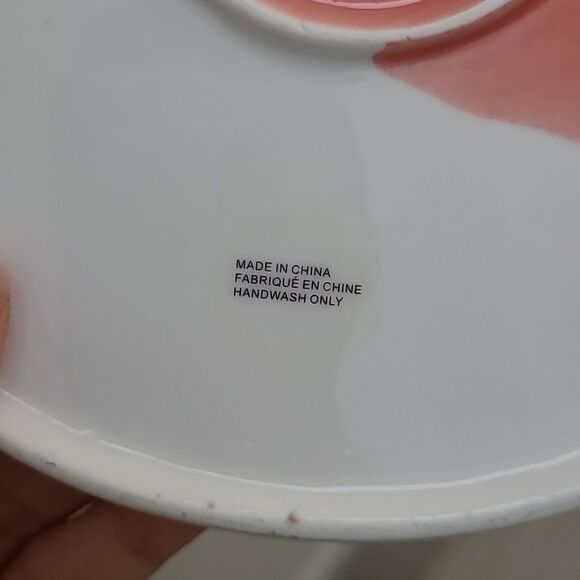 MADE IN CHINA
FABRIQUÉ EN CHINE
HANDWASH ONLY